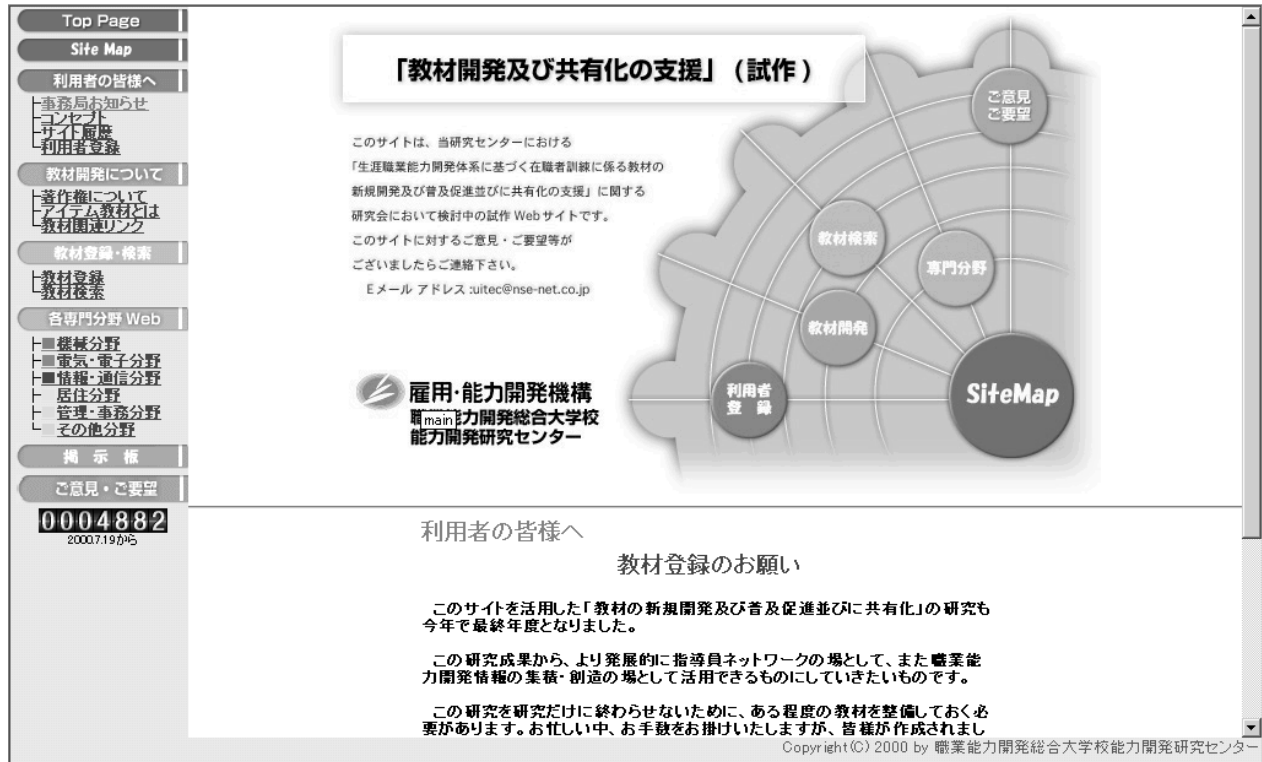 Top Page
Site Map
利用者の皆様へ
事務局お知らせ
コンセプト
サイト履歴
利用者登録
教材開発について
著作権について
アイテム教材とは
教材関連リンク
教材登録・検索
教材登録
教材検索
各専門分野 Web
機械分野
電気・電子分野
情報・通信分野
居住分野
管理・事務分野
その他分野
掲 示 板
ご意見・ご要望
0004882
2000.7.19から
「教材開発及び共有化の支援」（試作）
このサイトは、当研究センターにおける
「生涯職業能力開発体系に基づく在職者訓練に係る教材の
新規開発及び普及促進並びに共有化の支援」に関する
研究会において検討中の試作 Web サイトです。
このサイトに対するご意見・ご要望等が
ございましたらご連絡下さい。
Eメール アドレス :uitec@nse-net.co.jp
ご意見
ご要望
教材検索
専門分野
教材開発
利用者
登 録
SiteMap
雇用・能力開発機構
職業能力開発総合大学校
main
能力開発研究センター
利用者の皆様へ
教材登録のお願い
このサイトを活用した「教材の新規開発及び普及促進並びに共有化」の研究も
今年で最終年度となりました。
この研究成果から、より発展的に指導員ネットワークの場として、また職業能
力開発情報の集積・創造の場として活用できるものにしていきたいものです。
この研究を研究だけに終わらせないために、ある程度の教材を整備しておく必
要があります。お忙しい中、お手数をお掛けいたしますが、皆様が作成されまし
Copyright(C) 2000 by 職業能力開発総合大学校能力開発研究センター